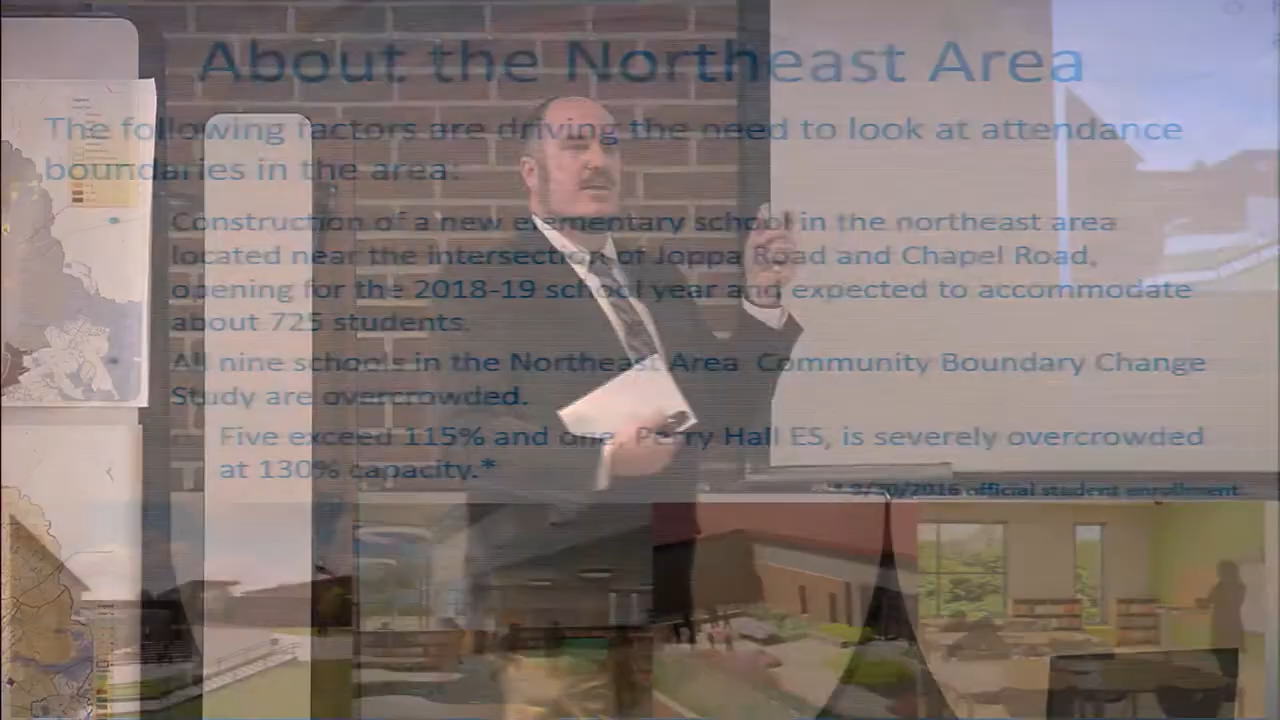 About the Northeast Area
The following factors are driving the need to look at attendance
boundaries in the area:
• Construction of a new elementary school in the northeast area
located near the intersection of Joppa Road and Chapel Road,
opening for the 2018-19 school year and expected to accommodate
about 725 students.
• All nine schools in the Northeast Area Community Boundary Change
Study are overcrowded.
Five exceed 115% and one, Perry Hall ES, is severely overcrowded
at 130% capacity.*
* 9/30/2016 official student enrollment